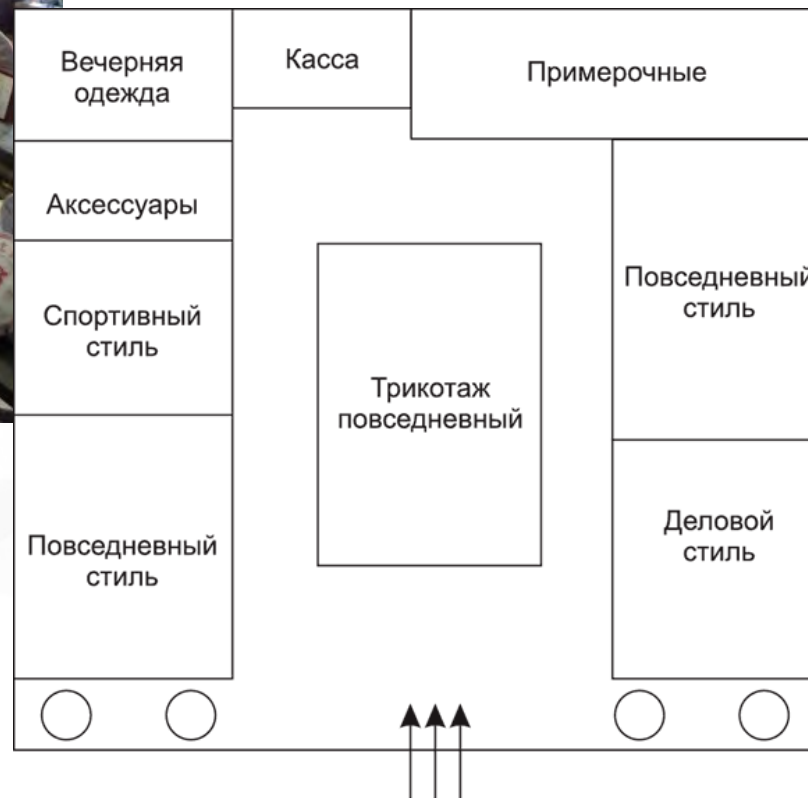 Вечерняя
одежда
Касса
Примерочные
Аксессуары
Спортивный
стиль
Повседневный
стиль
Трикотаж
повседневный
Повседневный
стиль
Деловой
стиль